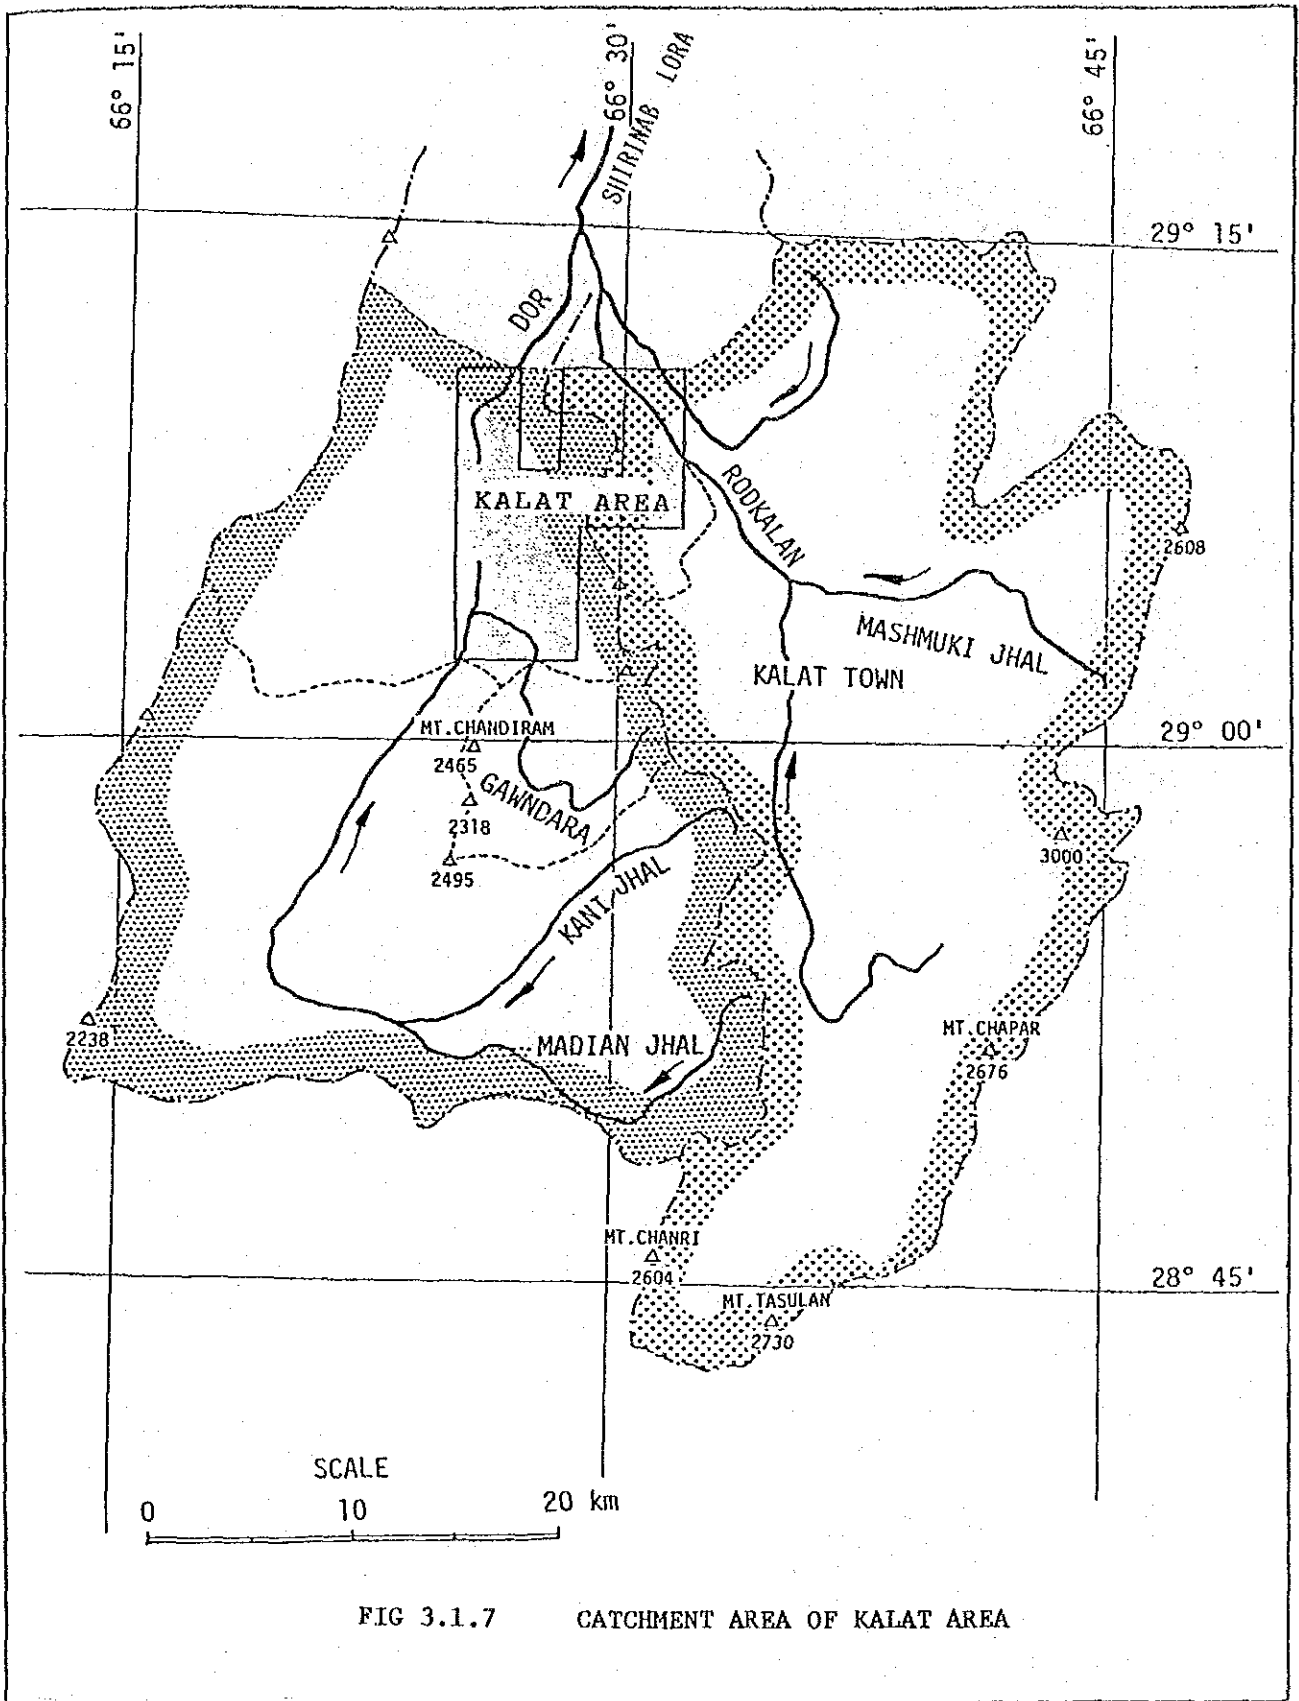 66° 15'
66° 30'
66° 45'
SHIRINAB LORA
29° 15'
DOR
RODKALAN
KALAT AREA
2608
MASHMUKI JHAL
KALAT TOWN
MT.CHANDIRAM
2465
29° 00'
GAWNDARA
2318
2495
3000
KANI JHAL
2238
MADIAN JHAL
MT.CHAPAR
2676
MT.CHANRI
2604
28° 45'
MT.TASULAN
2730
SCALE
0 10 20 km
FIG 3.1.7 CATCHMENT AREA OF KALAT AREA